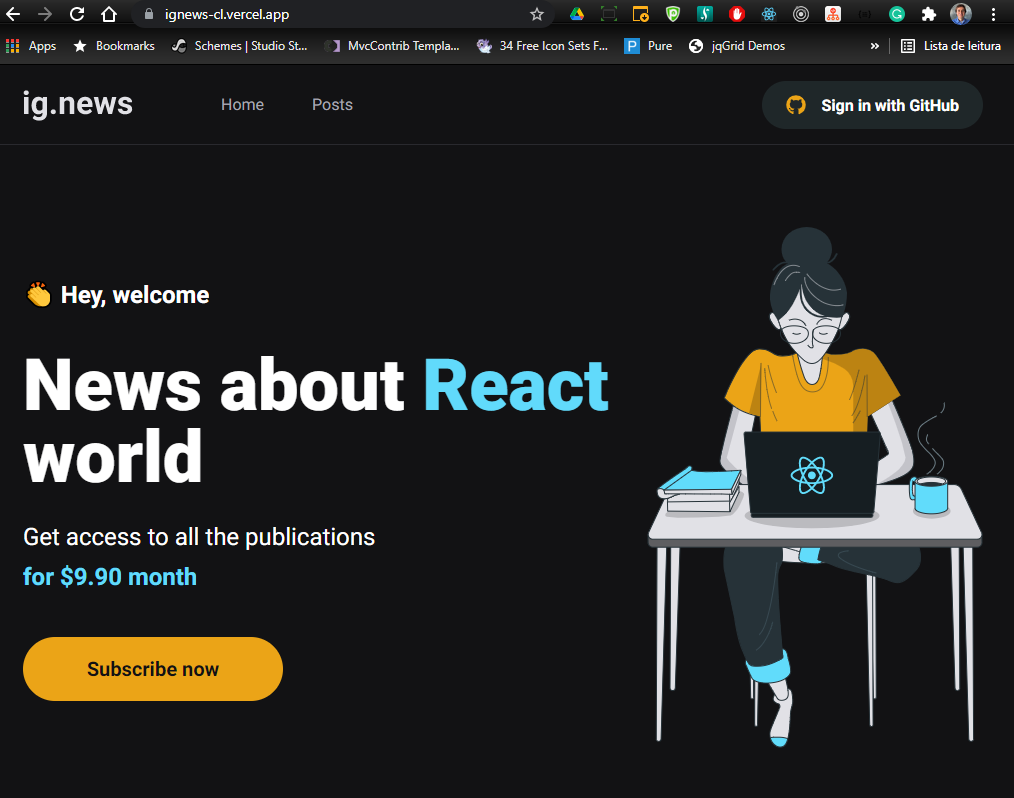 ignews-cl.vercel.app
Apps Bookmarks Schemes | Studio St... MvcContrib Templa... 34 Free Icon Sets F... P Pure jqGrid Demos » Lista de leitura
ig.news Home Posts Sign in with GitHub
👏 Hey, welcome
News about React
world
Get access to all the publications
for $9.90 month
Subscribe now